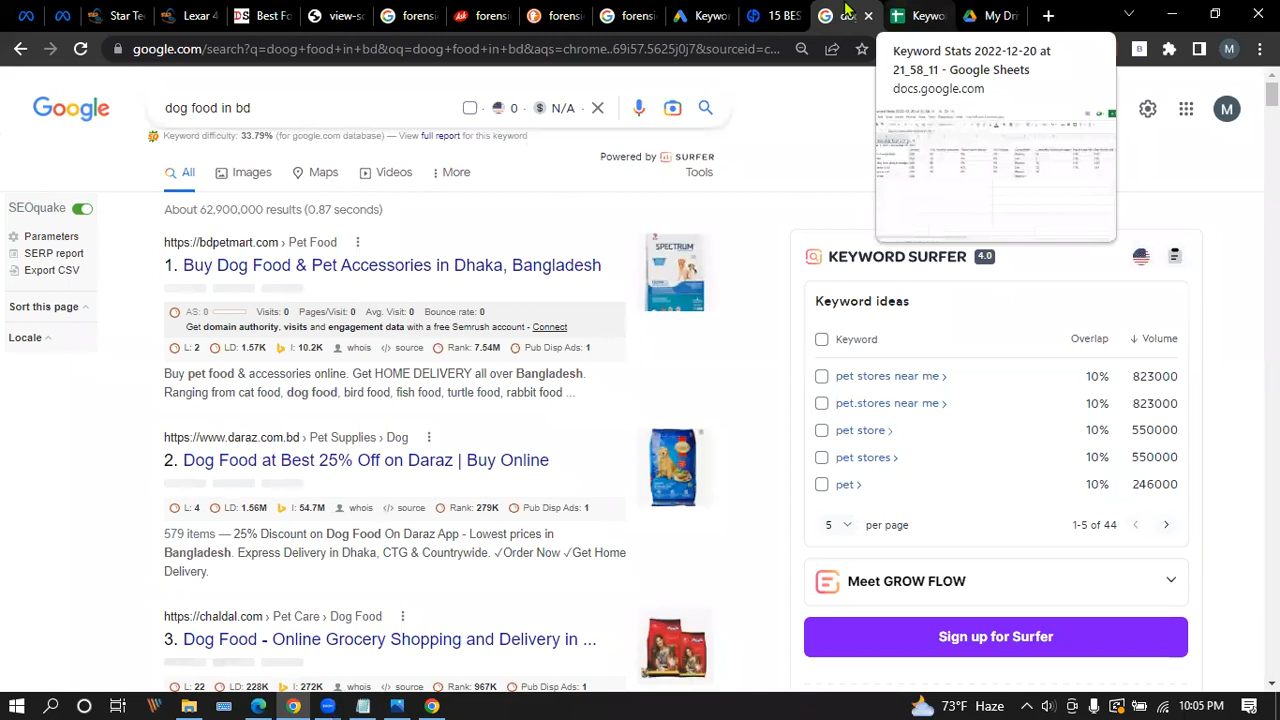 Star Te
Star - 4
Best Fo
view-sc
forensi
forensi
forensi
forensi
Keywor
15 BES
Keywo
My Dri
google.com/search?q=doog+food+in+bd&oq=doog+food+in+bd&aqs=chrome..69i57.5625j0j7&sourceid=c...
Keyword Stats 2022-12-20 at
21_58_11 - Google Sheets
docs.google.com
Google
dog food in bd
0
N/A
33.79%
View full report for this keyword
Powered by SURFER
All
Images
Maps
Videos
More
Tools
M
M
About 62,900,000 results (0.87 seconds)
SEOquake
Parameters
SERP report
Export CSV
Sort this page
Locale
https://bdpetmart.com › Pet Food
1. Buy Dog Food & Pet Accessories in Dhaka, Bangladesh
AS: 0 Visits: 0 Pages/Visit: 0 Avg. Visit: 0 Bounce rate: 0
Get domain authority, visits and engagement data with a free Semrush account - Connect
L: 2 LD: 1.57K I: 10.2K whois source Rank: 7.54M Pub Disp Ads: 1
Buy pet food & accessories online. Get HOME DELIVERY all over Bangladesh.
Ranging from cat food, dog food, bird food, fish food, turtle food, rabbit food ...
SPECTRUM
https://www.daraz.com.bd › Pet Supplies › Dog
2. Dog Food at Best 25% Off on Daraz | Buy Online
L: 4 LD: 1.56M I: 54.7M whois source Rank: 279K Pub Disp Ads: 1
579 items — 25% Discount on Dog Food On Daraz App - Lowest prices in
Bangladesh. Express Delivery in Dhaka, CTG & Countrywide. ✓Order Now ✓Get Home
Delivery.
https://chaldal.com › Pet Care › Dog Food
3. Dog Food - Online Grocery Shopping and Delivery in ...
L: 22 LD: 228K I: 272K whois source Rank: 967K Pub Disp Ads: 1
KEYWORD SURFER 4.0
Keyword ideas
Keyword Overlap ↓ Volume
pet stores near me › 10% 823000
pet.stores near me › 10% 823000
pet store › 10% 550000
pet stores › 10% 550000
pet › 10% 246000
5 per page 1-5 of 44
Meet GROW FLOW
Sign up for Surfer
73°F Haze
10:05 PM